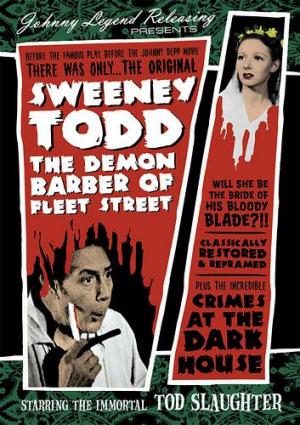 Johnny Legend Releasing
PRESENTS
BEFORE THE FAMOUS PLAY, BEFORE THE JOHNNY DEPP MOVIE
THERE WAS ONLY...THE ORIGINAL
SWEENEY
TODD
THE DEMON
BARBER OF
FLEET STREET
WILL SHE BE
THE BRIDE OF
HIS BLOODY
BLADE?!!
CLASSICALLY
RESTORED
& REFRAMED
PLUS THE INCREDIBLE
CRIMES
AT THE
DARK
HOUSE
STARRING THE IMMORTAL TOD SLAUGHTER